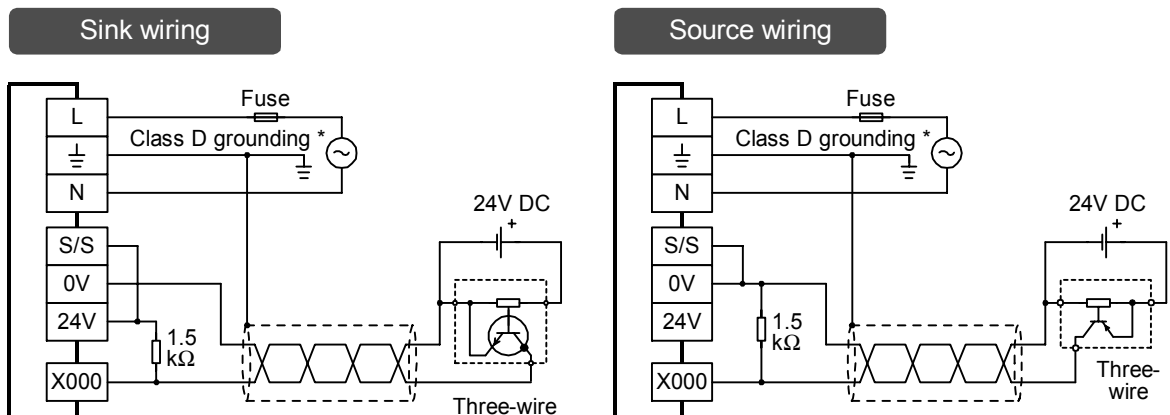 Sink wiring
L
Fuse
Class D grounding *
N
24V DC
+
S/S
0V
24V
1.5
kΩ
X000
Three-wire
Source wiring
L
Fuse
Class D grounding *
N
24V DC
+
S/S
0V
24V
1.5
kΩ
X000
Three-
wire